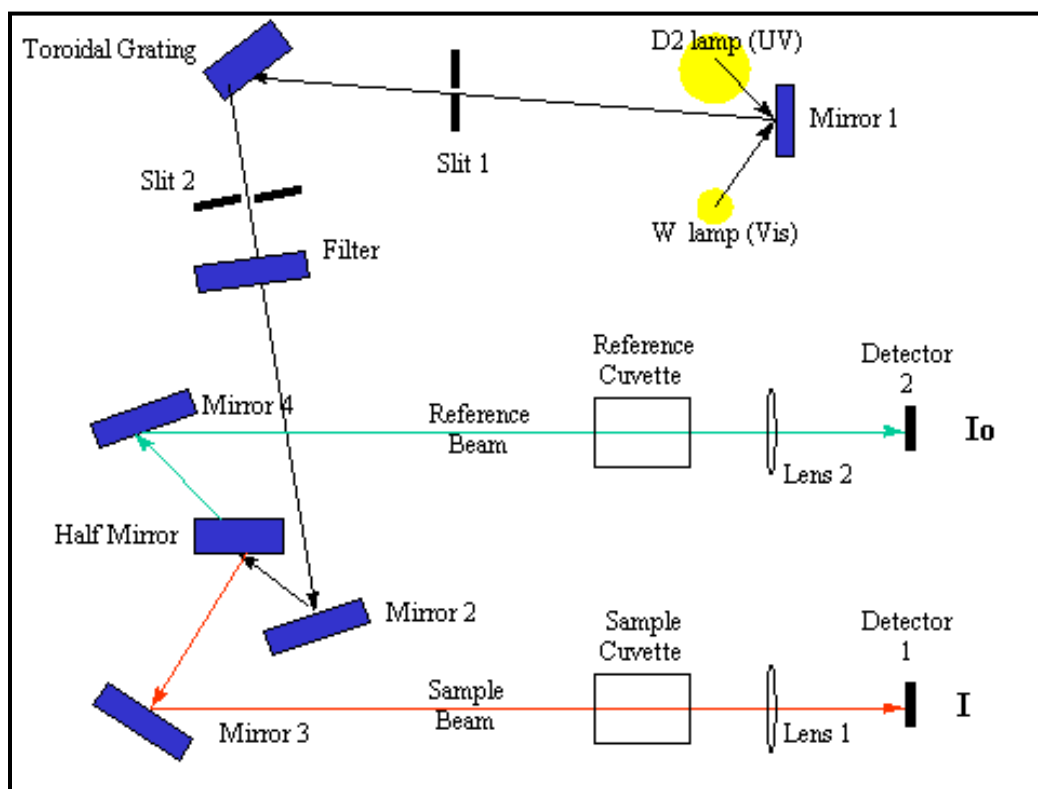 Toroidal Grating
D2 lamp (UV)
Mirror 1
Slit 1
Slit 2
W lamp (Vis)
Filter
Reference
Cuvette
Detector
2
Mirror 4
Reference
Beam
Io
Lens 2
Half Mirror
Mirror 2
Sample
Cuvette
Detector
1
Sample
Beam
I
Mirror 3
Lens 1